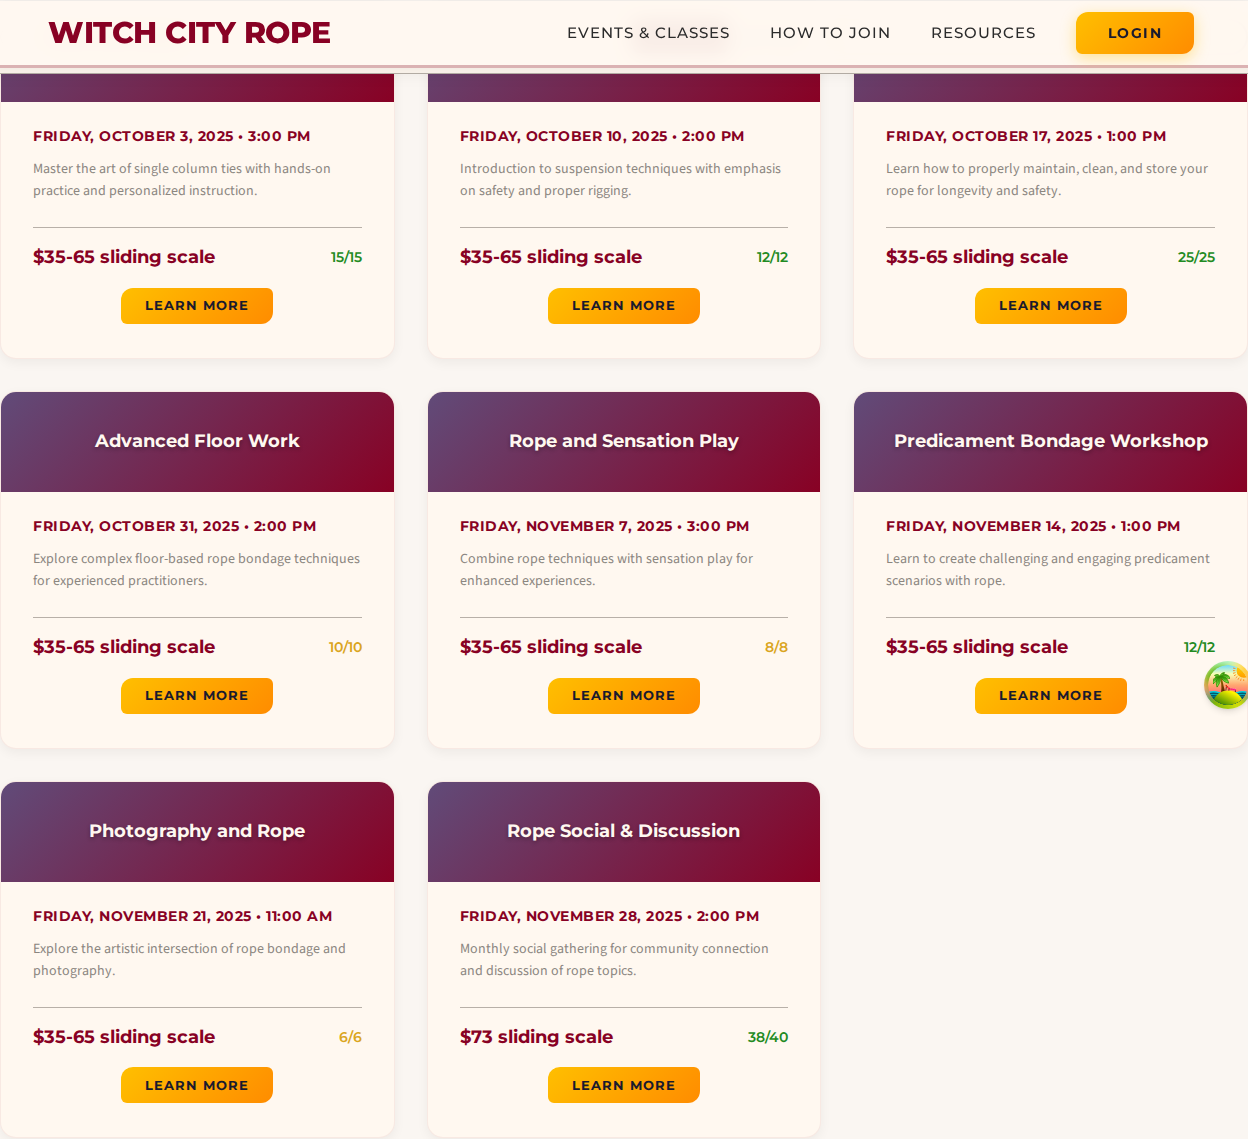 WITCH CITY ROPE
EVENTS & CLASSES
HOW TO JOIN
RESOURCES
LOGIN
FRIDAY, OCTOBER 3, 2025 • 3:00 PM
Master the art of single column ties with hands-on
practice and personalized instruction.
$35-65 sliding scale
15/15
LEARN MORE
FRIDAY, OCTOBER 10, 2025 • 2:00 PM
Introduction to suspension techniques with emphasis
on safety and proper rigging.
$35-65 sliding scale
12/12
LEARN MORE
FRIDAY, OCTOBER 17, 2025 • 1:00 PM
Learn how to properly maintain, clean, and store your
rope for longevity and safety.
$35-65 sliding scale
25/25
LEARN MORE
Advanced Floor Work
FRIDAY, OCTOBER 31, 2025 • 2:00 PM
Explore complex floor-based rope bondage techniques
for experienced practitioners.
$35-65 sliding scale
10/10
LEARN MORE
Rope and Sensation Play
FRIDAY, NOVEMBER 7, 2025 • 3:00 PM
Combine rope techniques with sensation play for
enhanced experiences.
$35-65 sliding scale
8/8
LEARN MORE
Predicament Bondage Workshop
FRIDAY, NOVEMBER 14, 2025 • 1:00 PM
Learn to create challenging and engaging predicament
scenarios with rope.
$35-65 sliding scale
12/12
LEARN MORE
Photography and Rope
FRIDAY, NOVEMBER 21, 2025 • 11:00 AM
Explore the artistic intersection of rope bondage and
photography.
$35-65 sliding scale
6/6
LEARN MORE
Rope Social & Discussion
FRIDAY, NOVEMBER 28, 2025 • 2:00 PM
Monthly social gathering for community connection
and discussion of rope topics.
$73 sliding scale
38/40
LEARN MORE